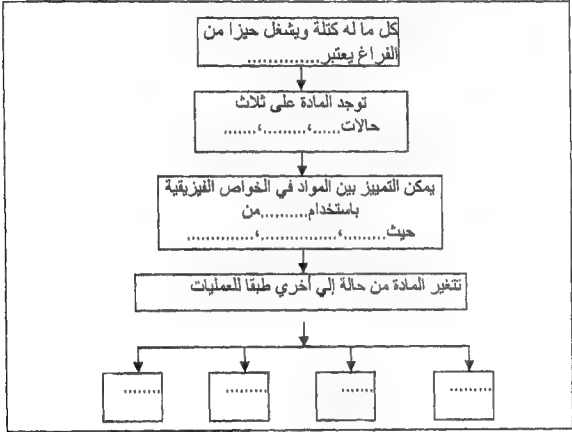 كل ما له كتلة ويشغل حيزا من
الفراغ يعتبر..............
توجد المادة على ثلاث
حالات......،.........،.......
يمكن التمييز بين المواد في الخواص الفيزيقية
باستخدام..........من
حيث.........،................،..............
تتغير المادة من حالة إلي أخري طبقا للعمليات
......... ....... ......... ........